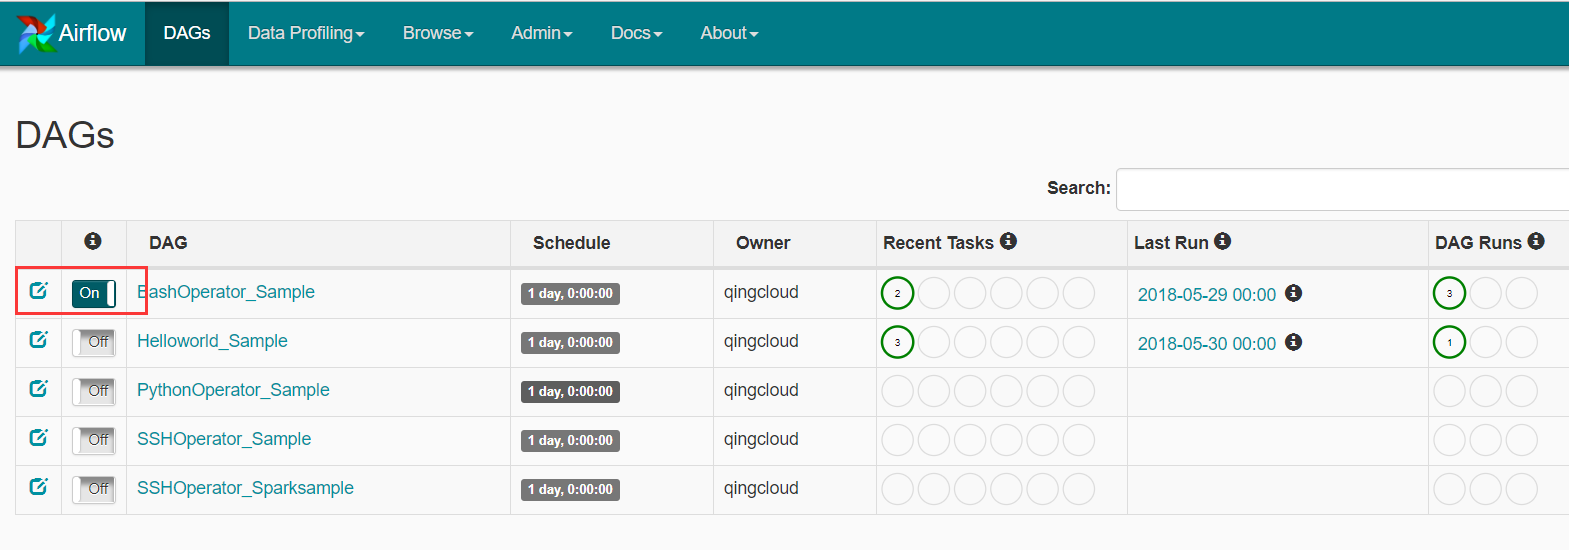 Airflow DAGs Data Profiling Browse Admin Docs About
DAGs
Search:
DAG Schedule Owner Recent Tasks Last Run DAG Runs
On BashOperator_Sample 1 day, 0:00:00 qingcloud 2 2018-05-29 00:00 3
Off Helloworld_Sample 1 day, 0:00:00 qingcloud 3 2018-05-30 00:00 1
Off PythonOperator_Sample 1 day, 0:00:00 qingcloud
Off SSHOperator_Sample 1 day, 0:00:00 qingcloud
Off SSHOperator_Sparksample 1 day, 0:00:00 qingcloud